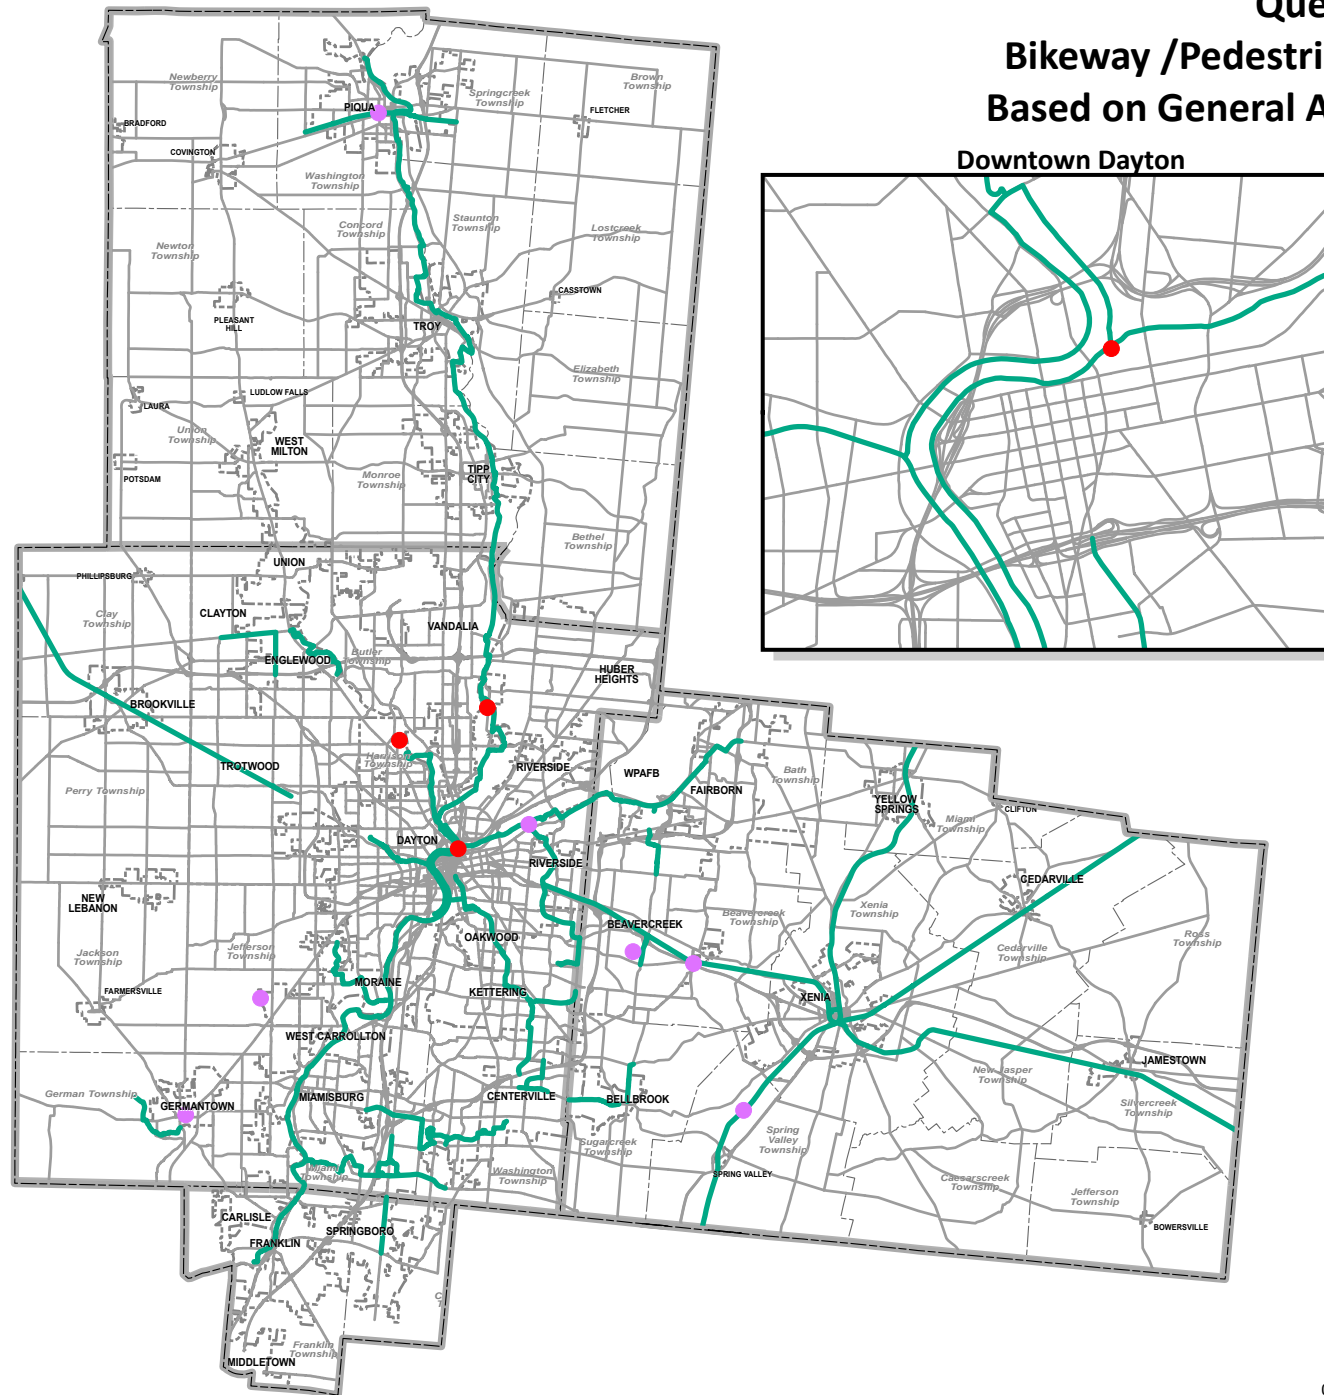 Que
Bikeway /Pedestri
Based on General A
Downtown Dayton
Newberry
Township
Brown
Township
Springcreek
Township
PIQUA
FLETCHER
BRADFORD
COVINGTON
Washington
Township
Concord
Township
Staunton
Township
Lostcreek
Township
Newton
Township
CASSTOWN
PLEASANT
HILL
TROY
Elizabeth
Township
LUDLOW FALLS
LAURA
Union
Township
WEST
MILTON
Monroe
Township
TIPP
CITY
POTSDAM
Bethel
Township
UNION
PHILLIPSBURG
Clay
Township
CLAYTON
VANDALIA
Butler
Township
ENGLEWOOD
HUBER
HEIGHTS
BROOKVILLE
Harrison
Township
TROTWOOD
RIVERSIDE
WPAFB
Bath
Township
Perry Township
FAIRBORN
YELLOW
SPRINGS
CLIFTON
Miami
Township
DAYTON
RIVERSIDE
CEDARVILLE
NEW
LEBANON
Xenia
Township
Beavercreek
Township
BEAVERCREEK
OAKWOOD
Ross
Township
Jefferson
Township
Cedarville
Township
Jackson
Township
MORAINE
KETTERING
FARMERSVILLE
XENIA
WEST CARROLLTON
JAMESTOWN
New Jasper
Township
German Township
GERMANTOWN
MIAMISBURG
CENTERVILLE
BELLBROOK
Silvercreek
Township
Spring
Valley
Township
Sugarcreek
Township
Miami
Township
Washington
Township
SPRING VALLEY
Caesarscreek
Township
Jefferson
Township
CARLISLE
SPRINGBORO
BOWERSVILLE
FRANKLIN
Franklin
Township
MIDDLETOWN